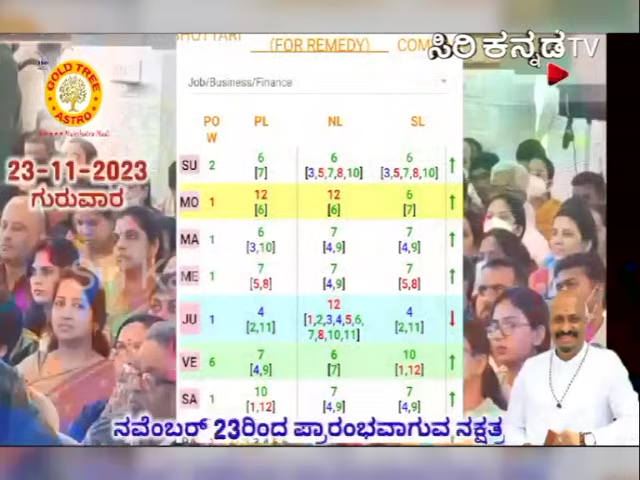 (FOR REMEDY)
ಸಿರಿ ಕನ್ನಡ TV
Job/Business/Finance
GOLD TREE
ASTRO
POW PL NL SL
23-11-2023
ಗುರುವಾರ
SU 2 6 [7] 6 [3,5,7,8,10] 6 [3,5,7,8,10] ↑
MO 1 12 [6] 12 [6] 6 [7] ↑
MA 1 6 [3,10] 7 [4,9] 7 [4,9] ↑
ME 1 7 [5,8] 7 [4,9] 7 [5,8] ↑
JU 1 4 [2,11] 12 [1,2,3,4,5,6,7,8,10,11] 4 [2,11] ↓
VE 6 7 [4,9] 6 [7] 10 [1,12] ↑
SA 1 10 [1,12] 7 [4,9] 7 [4,9] ↑
ನವೆಂಬರ್ 23ರಿಂದ ಪ್ರಾರಂಭವಾಗುವ ನಕ್ಷತ್ರ